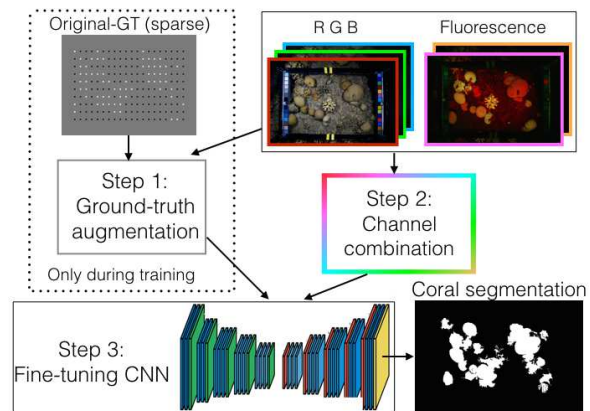 Original-GT (sparse)
R G B
Fluorescence
Step 1:
Ground-truth
augmentation
Only during training
Step 2:
Channel
combination
Coral segmentation
Step 3:
Fine-tuning CNN